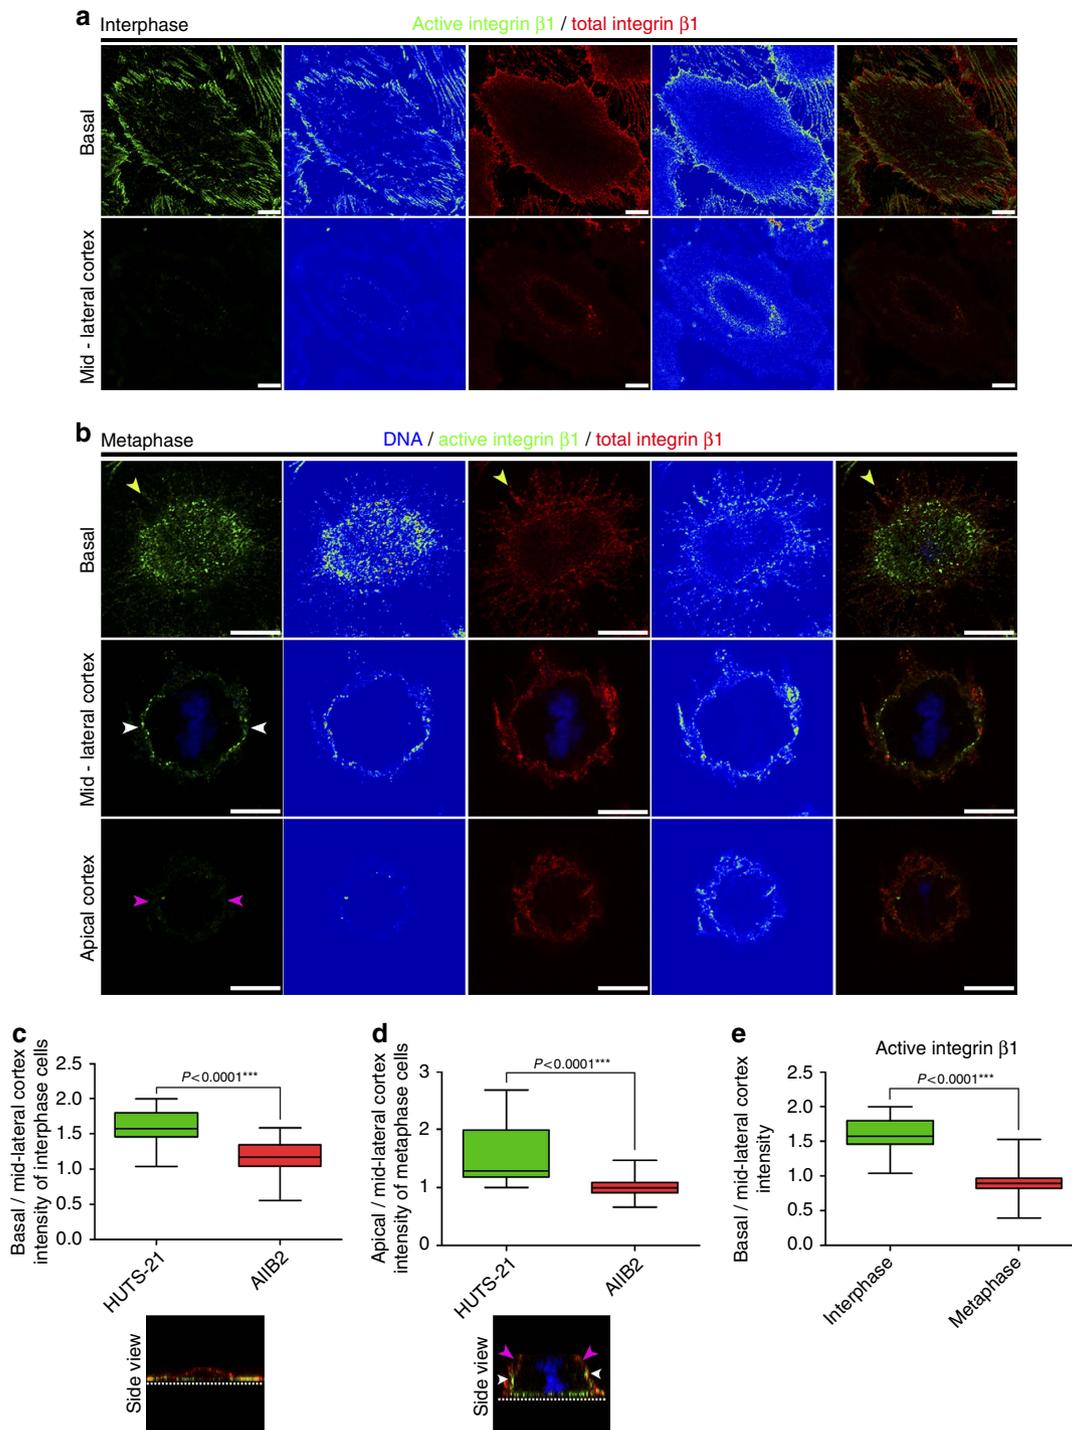 a Interphase Active integrin β1 / total integrin β1
Basal
Mid - lateral cortex
b Metaphase DNA / active integrin β1 / total integrin β1
Basal
Mid - lateral cortex
Apical cortex
c
Basal / mid-lateral cortex
intensity of interphase cells
2.5
2.0
1.5
1.0
0.5
0.0
P<0.0001***
HUTS-21
AIIB2
Side view
d
Apical / mid-lateral cortex
intensity of metaphase cells
3
2
1
0
P<0.0001***
HUTS-21
AIIB2
Side view
e
Active integrin β1
Basal / mid-lateral cortex
intensity
2.5
2.0
1.5
1.0
0.5
0.0
P<0.0001***
Interphase
Metaphase